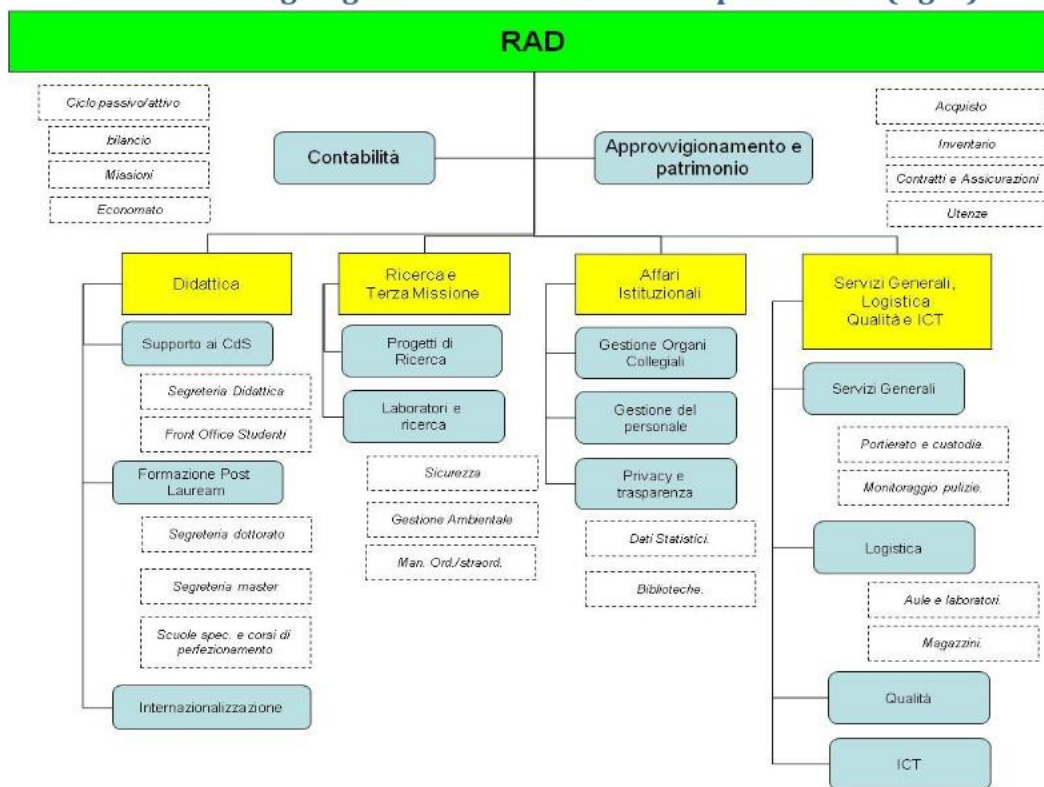 RAD
Ciclo passivo/attivo
bilancio
Missioni
Economato
Contabilità
Approvvigionamento e
patrimonio
Acquisto
Inventario
Contratti e Assicurazioni
Utenze
Didattica
Supporto ai CdS
Segreteria Didattica
Front Office Studenti
Formazione Post
Lauream
Segreteria dottorato
Segreteria master
Scuole spec. e corsi di
perfezionamento
Internazionalizzazione
Ricerca e
Terza Missione
Progetti di
Ricerca
Laboratori e
ricerca
Sicurezza
Gestione Ambientale
Man. Ord./straord.
Affari
Istituzionali
Gestione Organi
Collegiali
Gestione del
personale
Privacy e
trasparenza
Dati Statistici.
Biblioteche.
Servizi Generali,
Logistica
Qualità e ICT
Servizi Generali
Portierato e custodia.
Monitoraggio pulizie.
Logistica
Aule e laboratori.
Magazzini.
Qualità
ICT